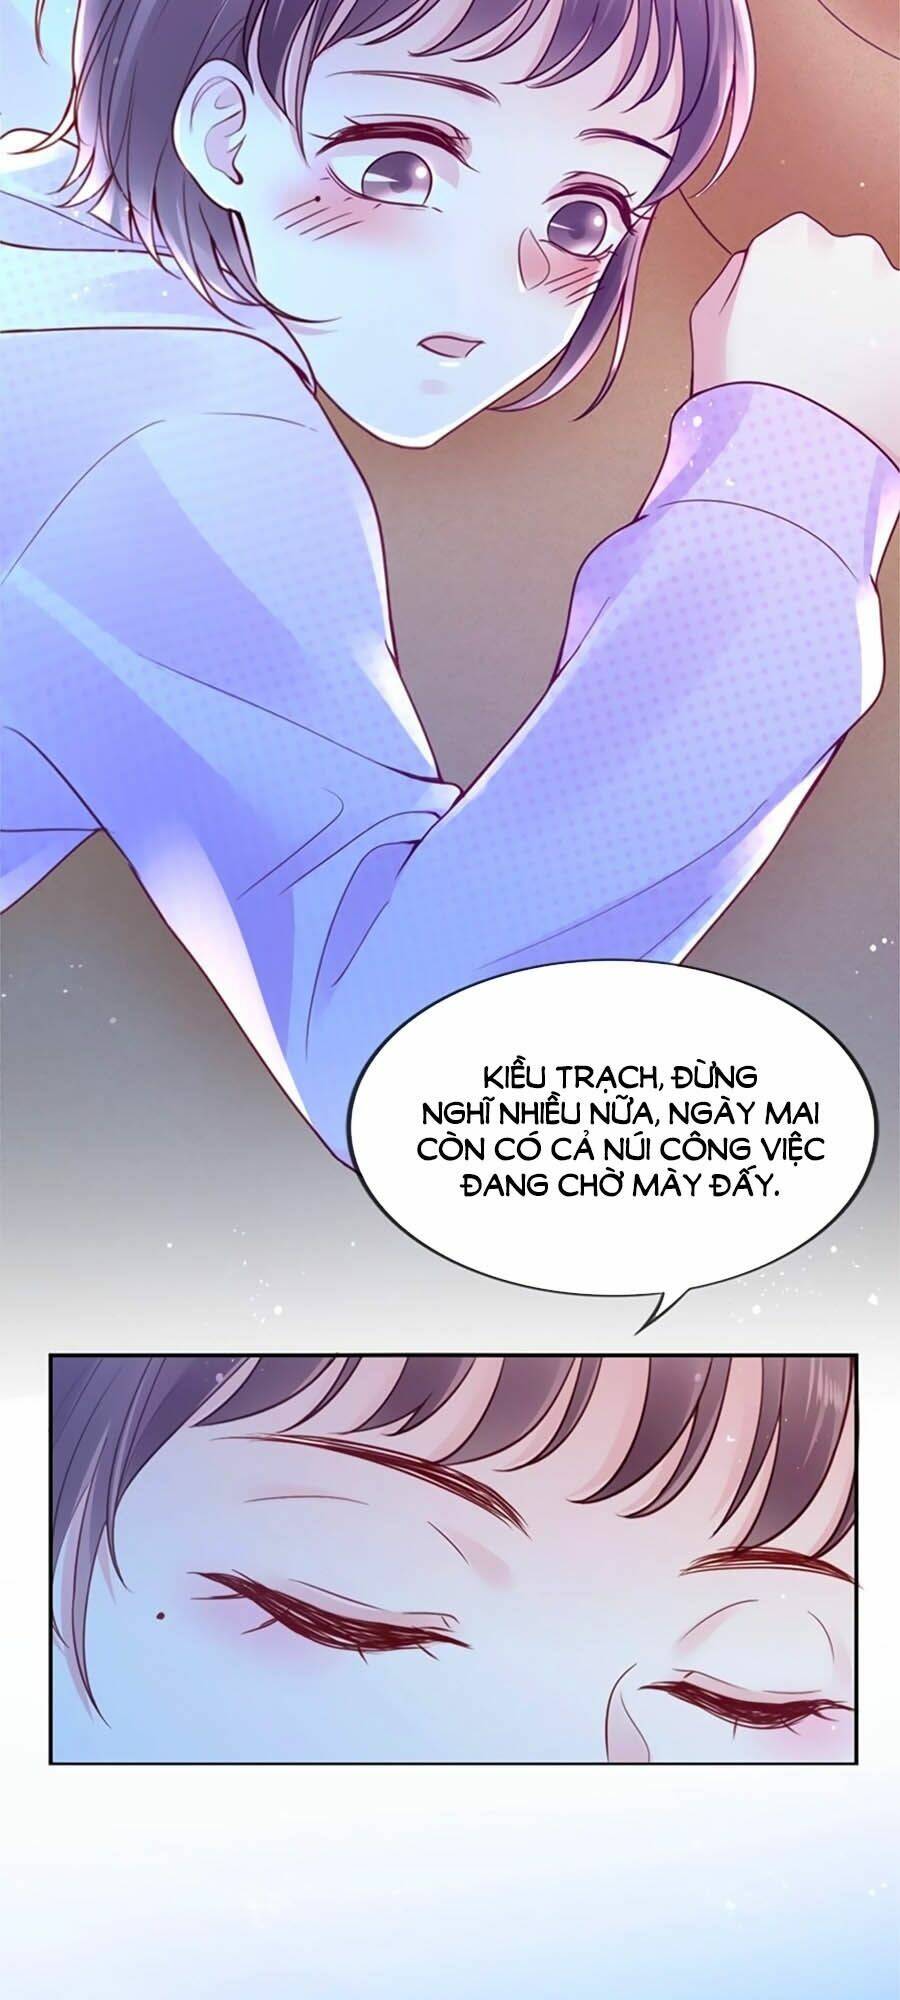 KIỀU TRẠCH, ĐỪNG
NGHĨ NHIỀU NỮA, NGÀY MAI
CÒN CÓ CẢ NÚI CÔNG VIỆC
ĐANG CHỜ MÀY ĐẤY.